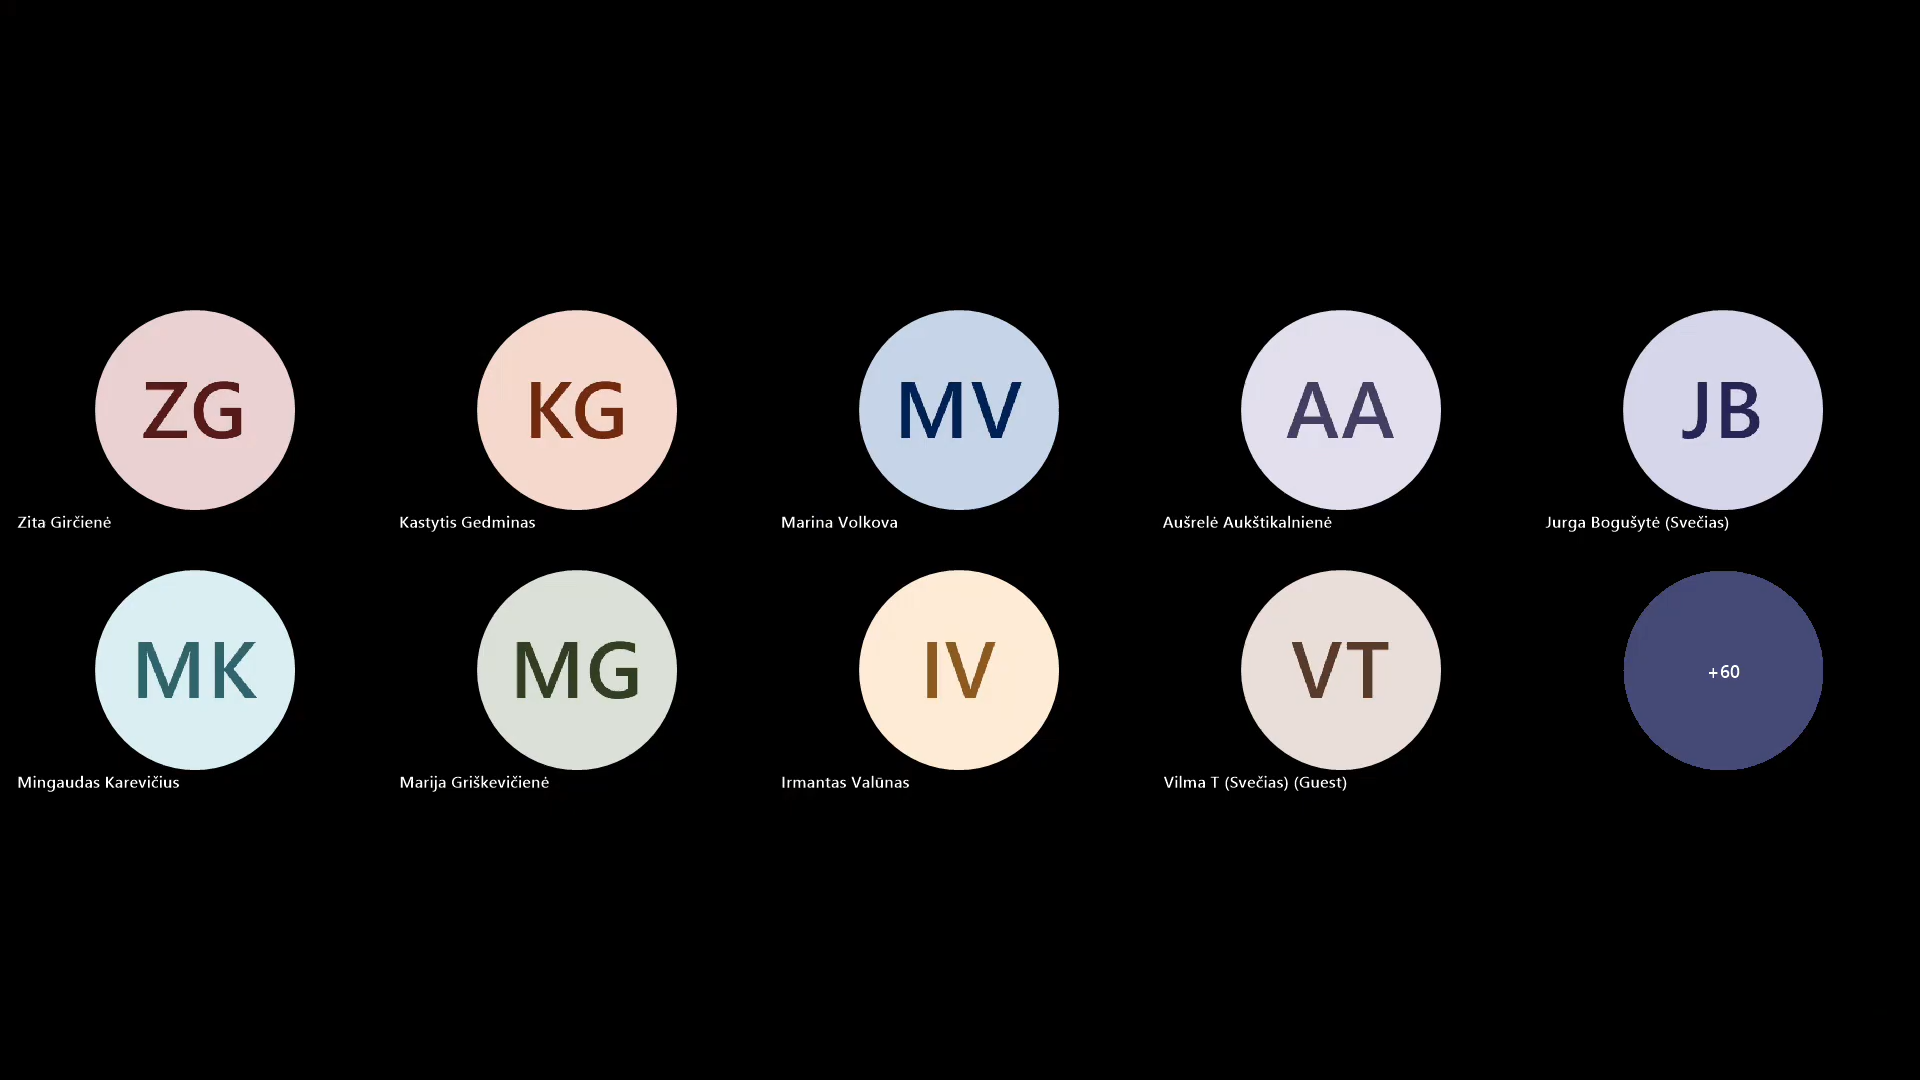 ZG
KG
MV
AA
JB
Zita Girčienė
Kastytis Gedminas
Marina Volkova
Aušrelė Aukštikalnienė
Jurga Bogušytė (Svečias)
MK
MG
IV
VT
+60
Mingaudas Karevičius
Marija Griškevičienė
Irmantas Valūnas
Vilma T (Svečias) (Guest)